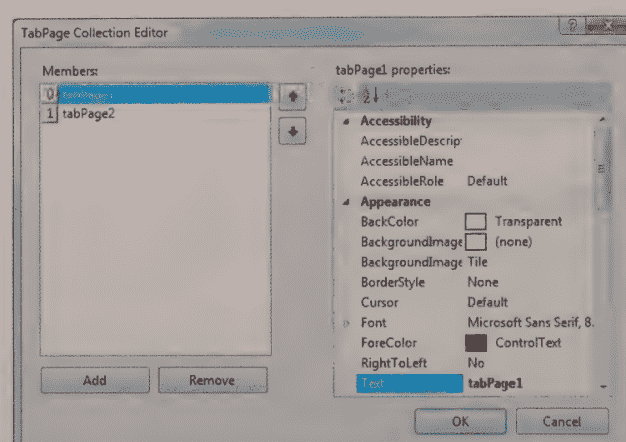 TabPage Collection Editor
Members:
tabPage1 properties:
0 tabPage1
1 tabPage2
Accessibility
AccessibleDescrip
AccessibleName
AccessibleRole Default
Appearance
BackColor Transparent
BackgroundImage (none)
BackgroundImage Tile
BorderStyle None
Cursor Default
Font Microsoft Sans Serif, 8.
ForeColor ControlText
RightToLeft No
Text tabPage1
Add Remove
OK Cancel